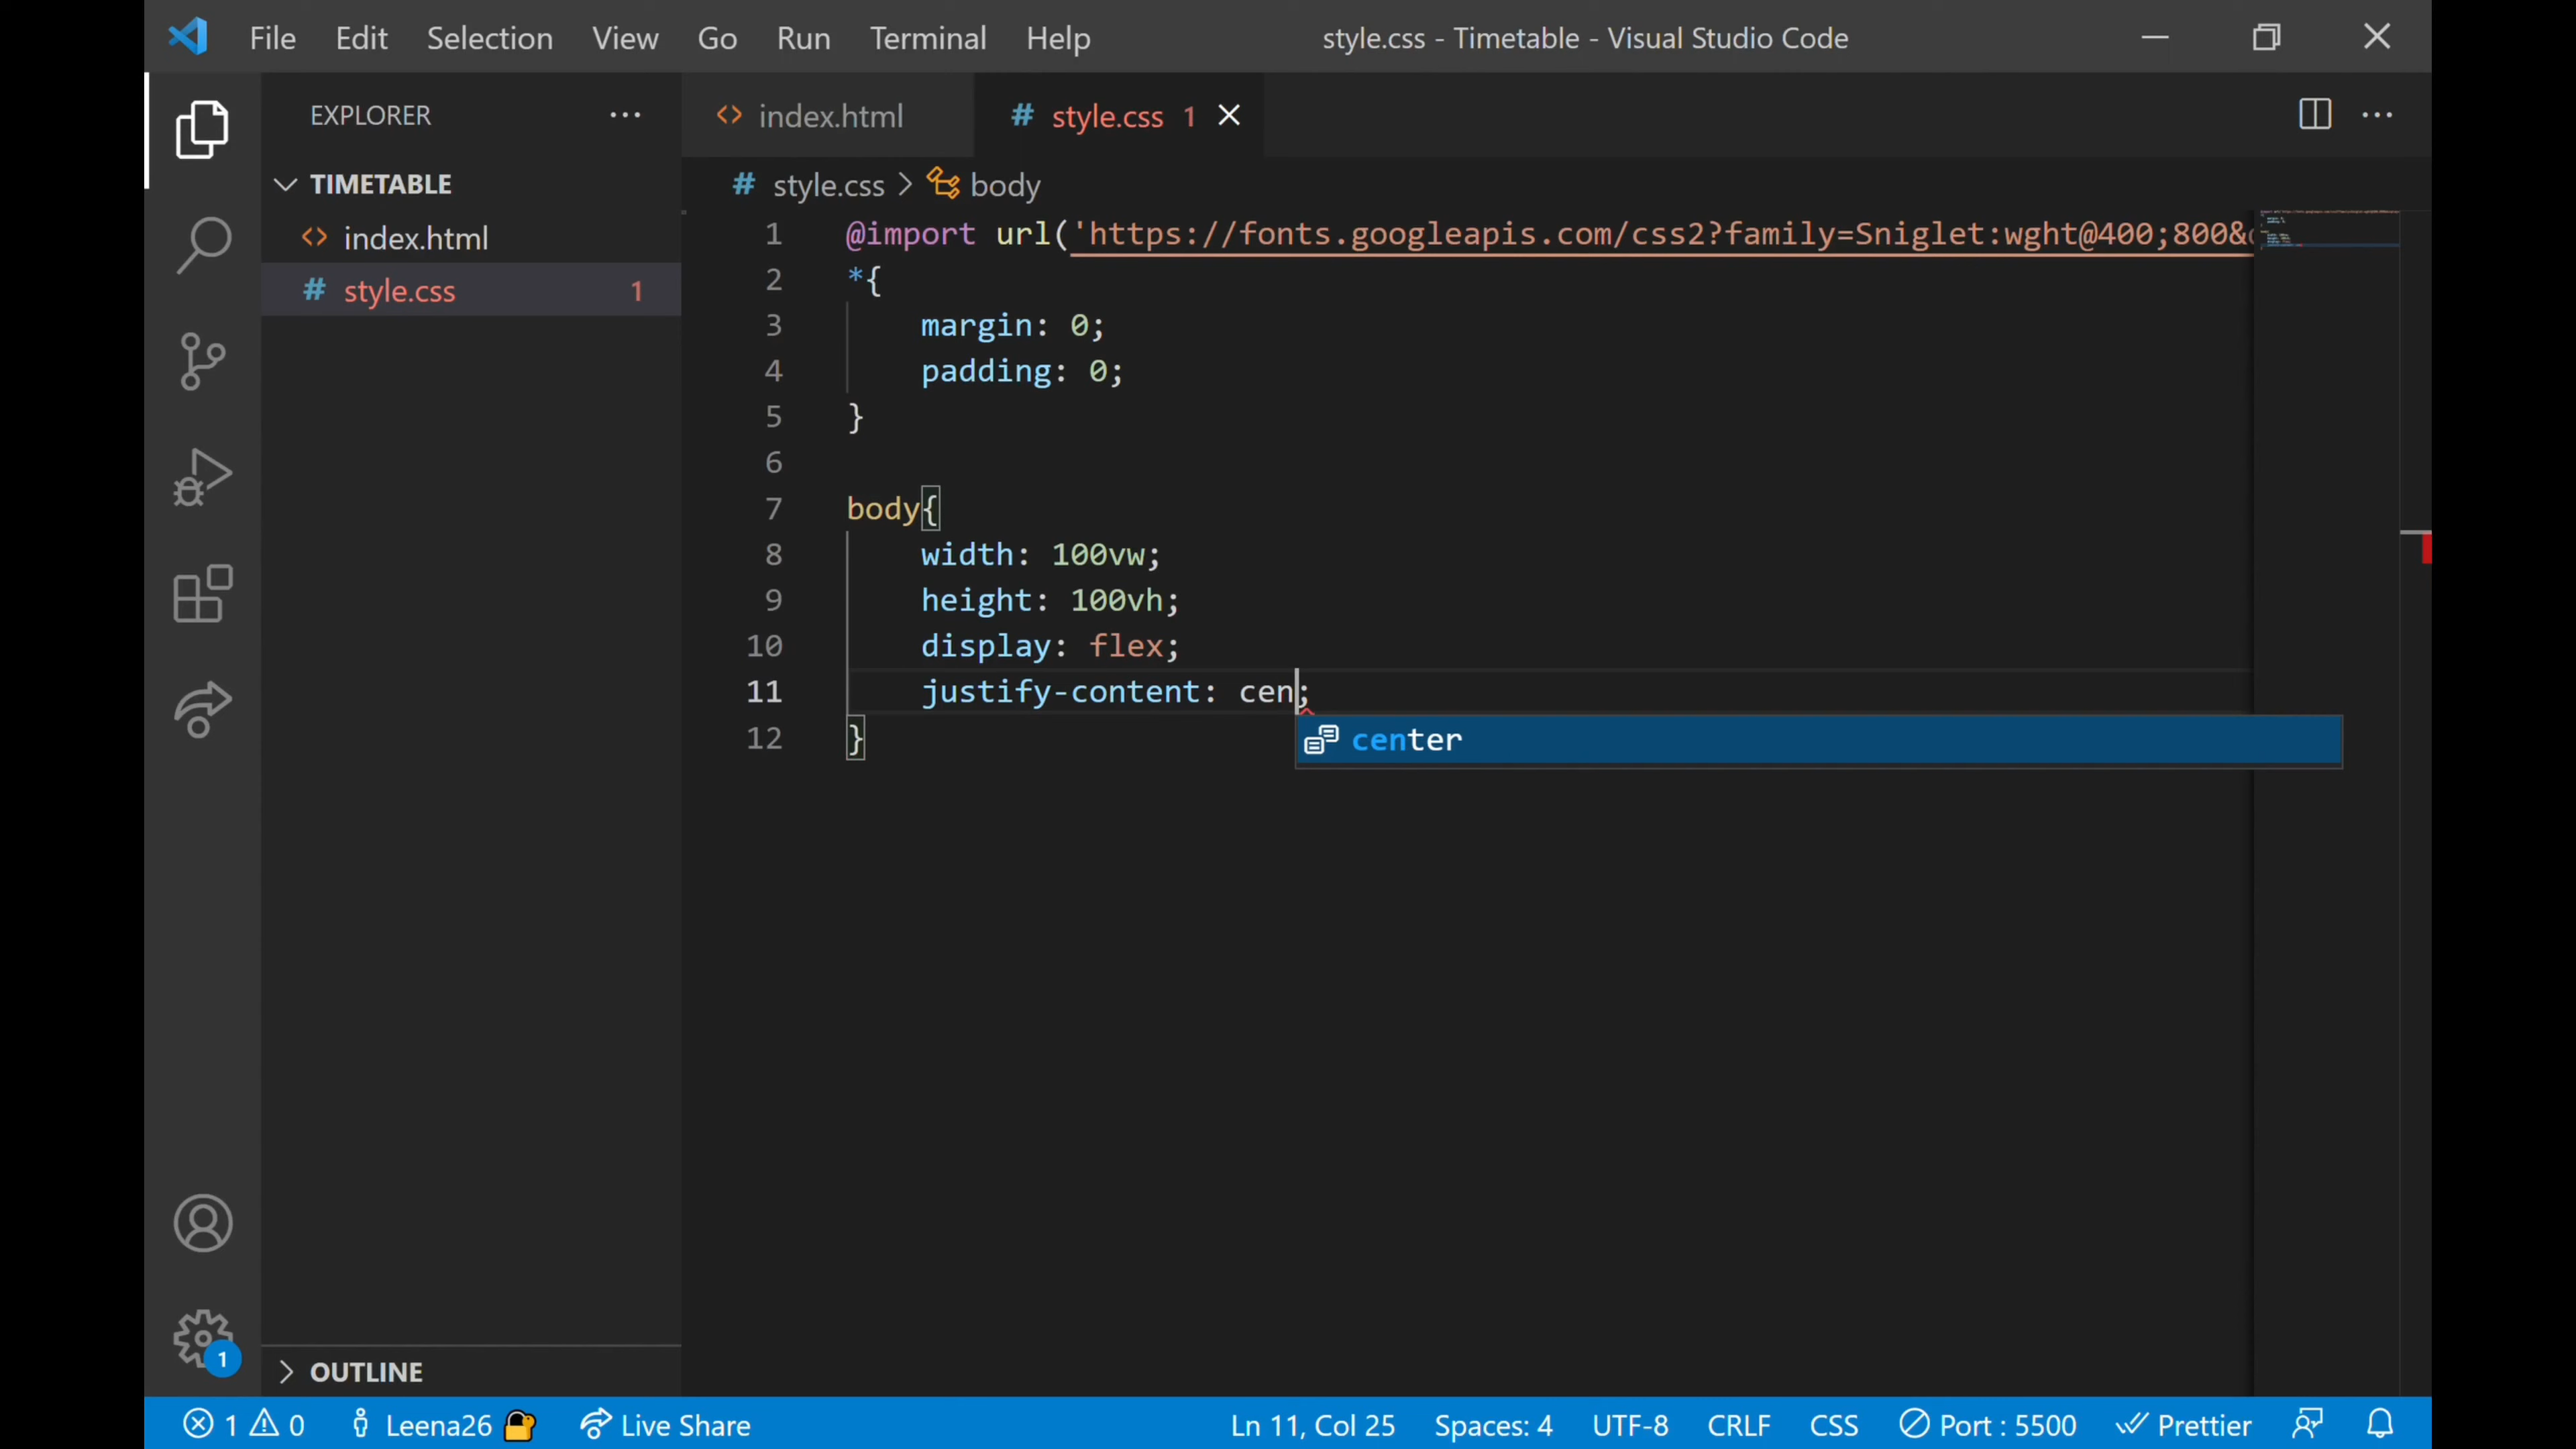 File Edit Selection View Go Run Terminal Help style.css - Timetable - Visual Studio Code
EXPLORER
TIMETABLE
index.html
style.css 1
OUTLINE
index.html style.css 1
style.css > body
1 @import url('https://fonts.googleapis.com/css2?family=Sniglet:wght@400;800&
2 *{
3 margin: 0;
4 padding: 0;
5 }
6
7 body{
8 width: 100vw;
9 height: 100vh;
10 display: flex;
11 justify-content: cen;
12 }
center
1
1 0 Leena26 Live Share Ln 11, Col 25 Spaces: 4 UTF-8 CRLF CSS Port : 5500 Prettier